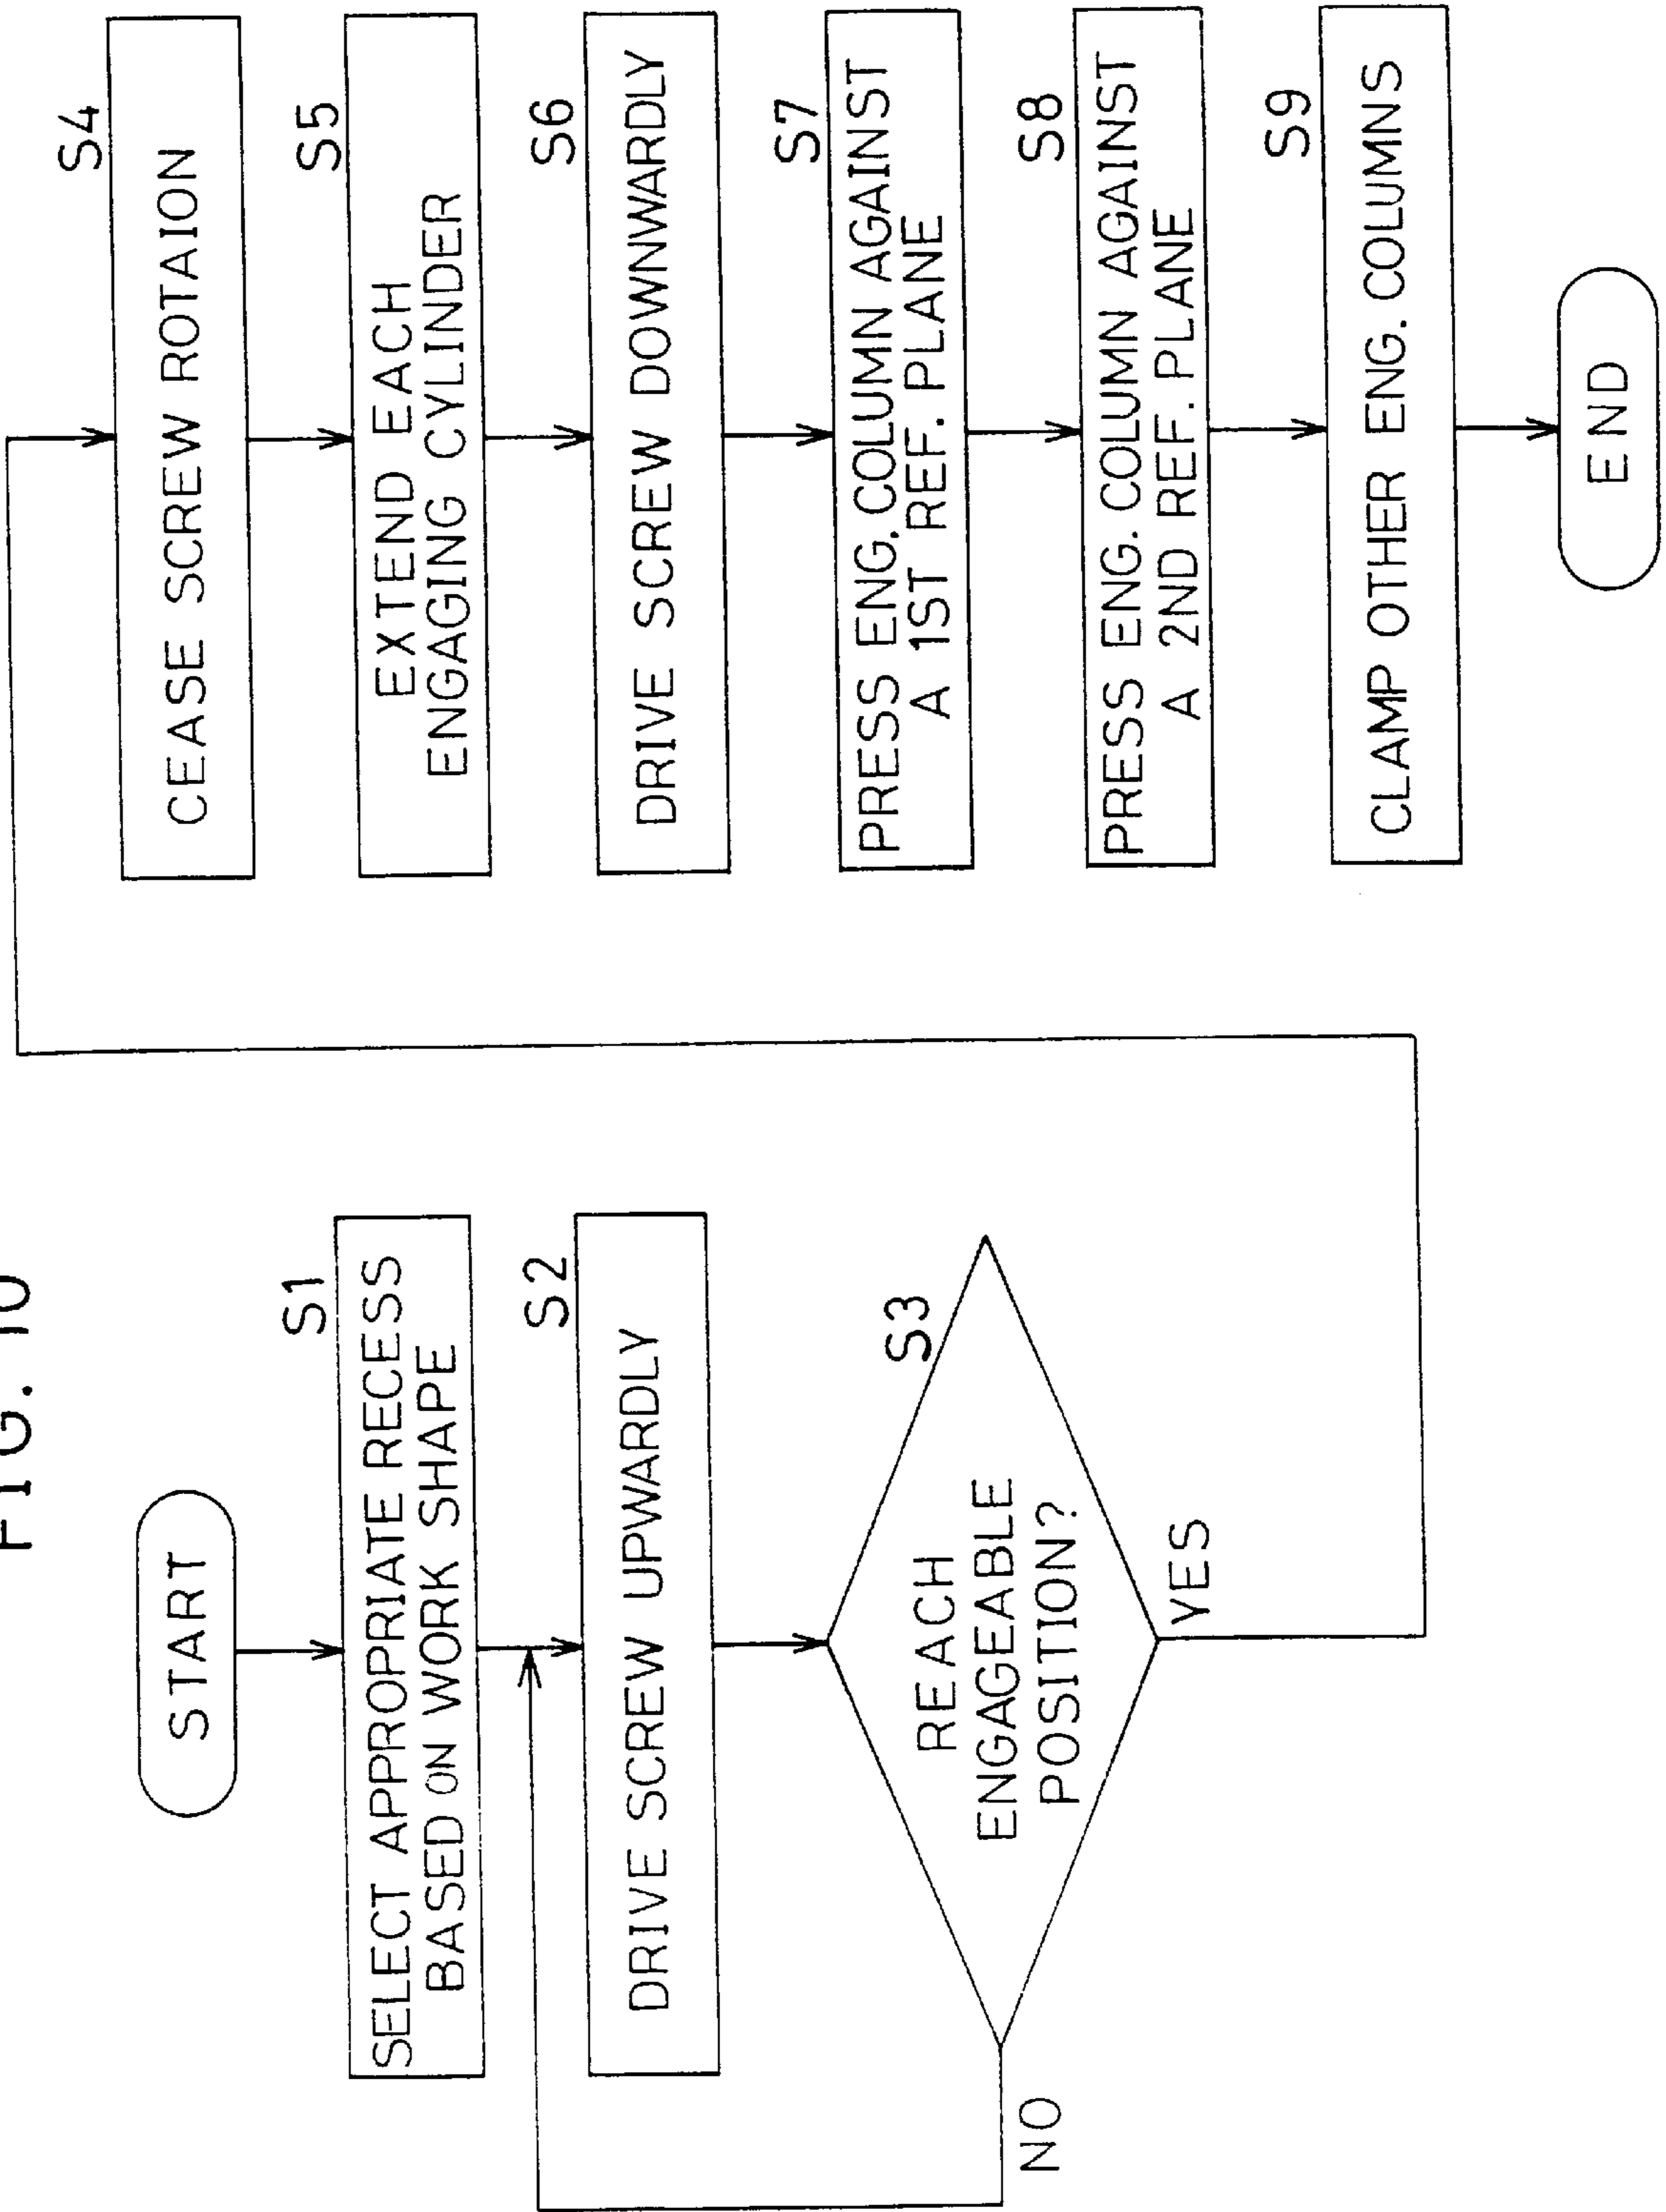 FIG. 10
START
S1
SELECT APPROPRIATE RECESS
BASED ON WORK SHAPE
S2
DRIVE SCREW UPWARDLY
S3
REACH
ENGAGEABLE
POSITION?
NO
YES
S4
CEASE SCREW ROTAION
S5
EXTEND EACH
ENGAGING CYLINDER
S6
DRIVE SCREW DOWNWARDLY
S7
PRESS ENG. COLUMN AGAINST
A 1ST REF. PLANE
S8
PRESS ENG. COLUMN AGAINST
A 2ND REF. PLANE
S9
CLAMP OTHER ENG. COLUMNS
END